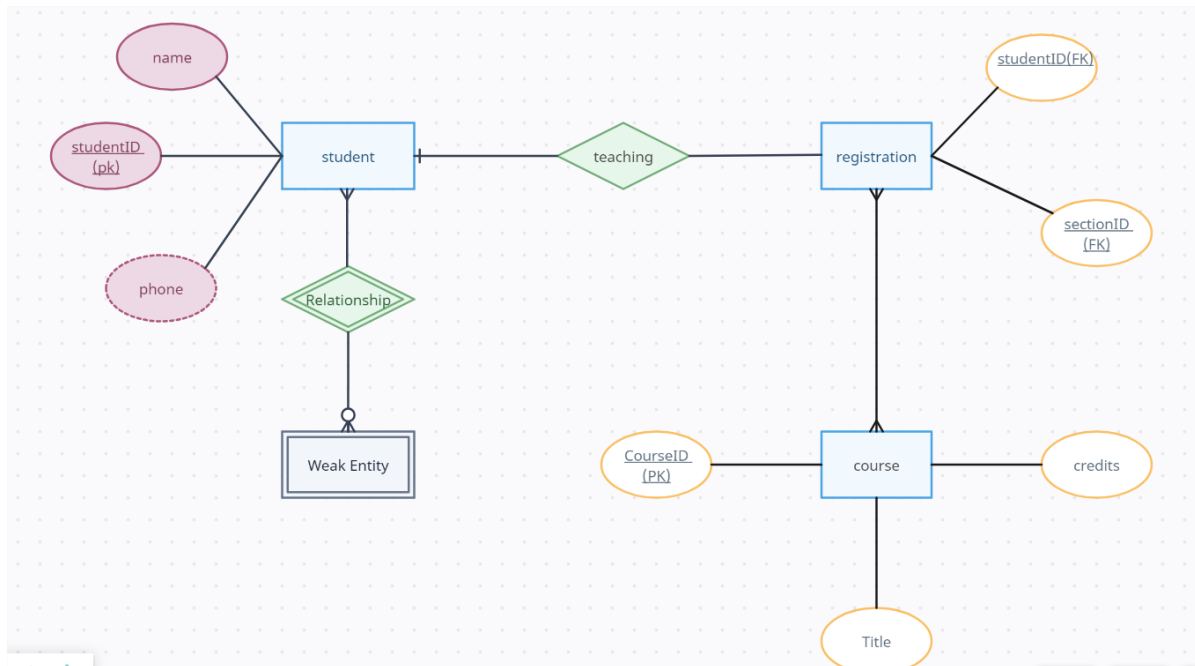 name
studentID(FK)
studentID
(pk)
student
teaching
registration
sectionID
(FK)
phone
Relationship
Weak Entity
CourseID
(PK)
course
credits
Title